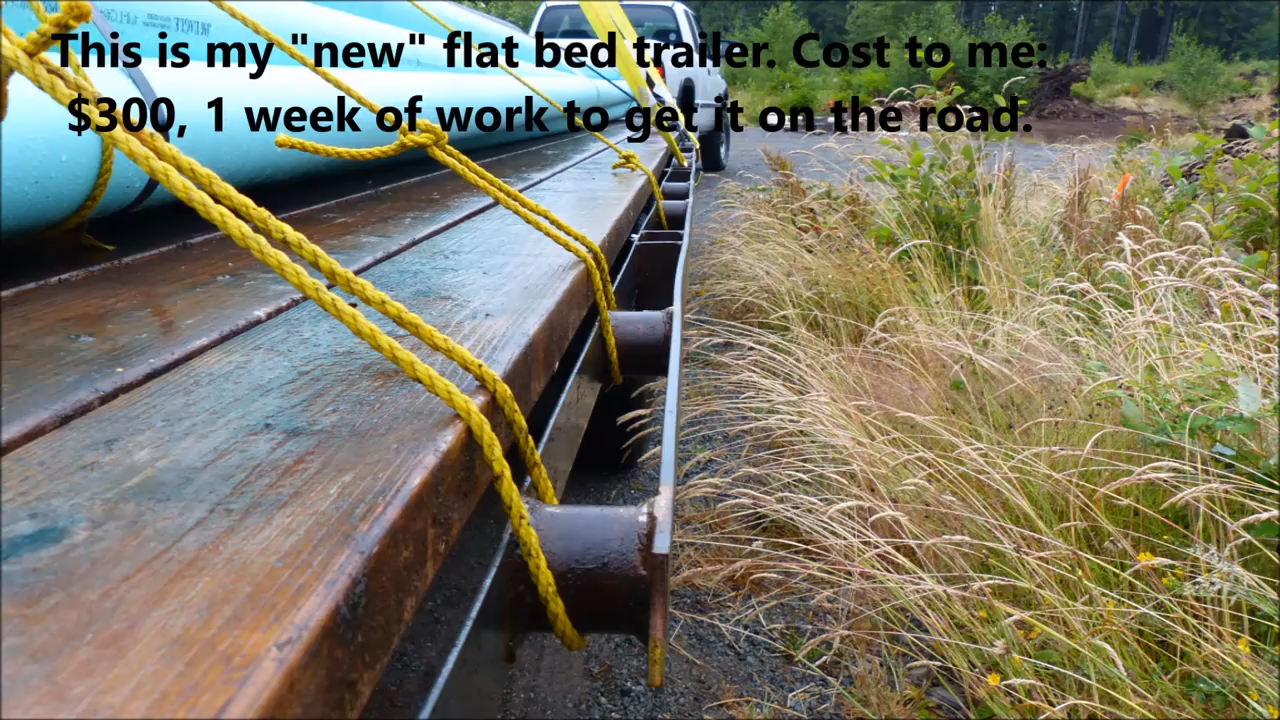 This is my "new" flat bed trailer. Cost to me:
$300, 1 week of work to get it on the road.